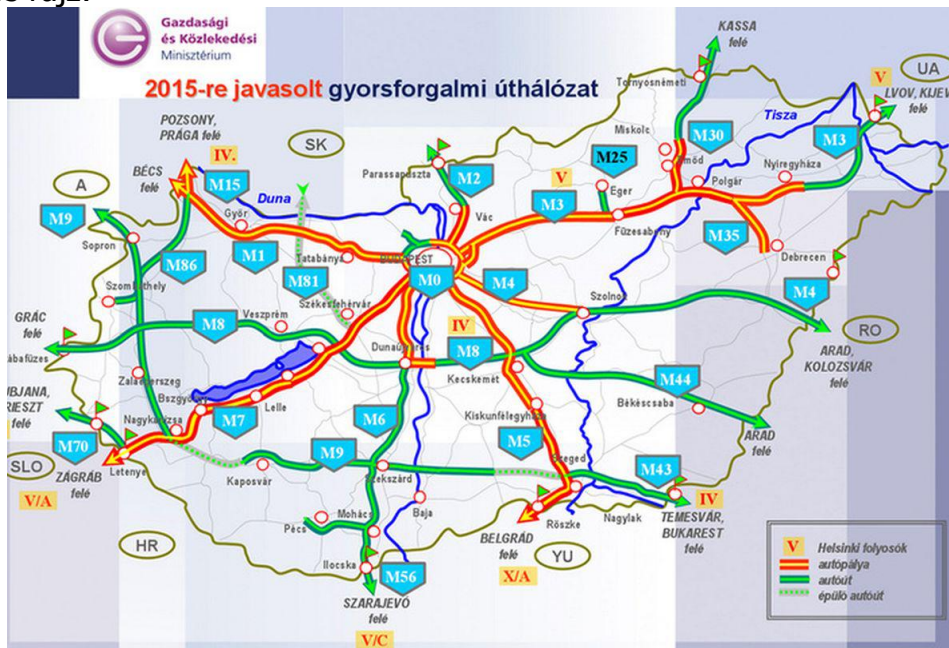 Gazdasági
és Közlekedési
Minisztérium
2015-re javasolt gyorsforgalmi úthálózat
KASSA
felé
Tornyosnémeti
UA
V
LVOV, KIJEV
felé
POZSONY,
PRÁGA felé
SK
IV.
BÉCS
felé
M15
A
Duna
M9
Sopron
Győr
M1
M86
Tatabánya
M81
Parassapuszta
M2
Vác
V
M3
M25
Eger
Miskolc
M30
Emőd
Tisza
M3
Nyiregyháza
Polgár
Füzesabony
M35
Debrecen
BUDAPEST
M0
M4
Szolnok
M4
RO
Szombathely
Székesfehérvár
Veszprém
M8
GRÁC
felé
IV
Dunaújváros
M8
Kecskemét
ARAD,
KOLOZSVÁR
felé
Zalaegerszeg
M44
Békéscsaba
Kiskunfélegyháza
Lelle
M7
M6
Nagykanizsa
M70
M5
ARAD
felé
SLO
ZÁGRÁB
felé
Letenye
V/A
M9
Kaposvár
Szekszárd
Szeged
M43
IV
TEMESVÁR,
BUKAREST
felé
Nagylak
Röszke
BELGRÁD
felé
YU
X/A
Baja
Mohács
Pécs
HR
Ilocska
M56
SZARAJEVÓ
felé
V/C
V Helsinki folyosók
autópálya
autóút
épülő autóút